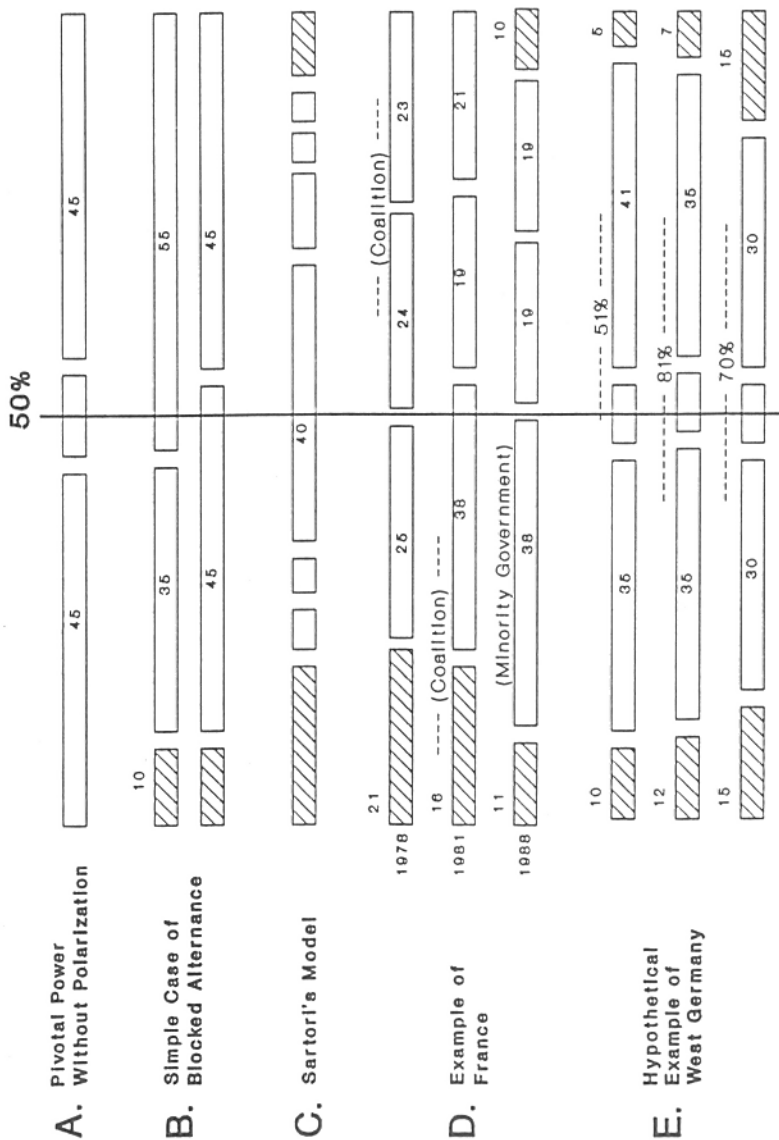 50%
A. Pivotal Power
Without Polarization
45 45
B. Simple Case of
Blocked Alternance
10 35 55
45 45
C. Sartori's Model
40
D. Example of
France
1978 21 25 24 23
---- (Coalition) ----
1981 16 38 19 21
---- (Coalition) ----
1988 11 38 19 19 10
(Minority Government)
E. Hypothetical
Example of
West Germany
10 35 41 5
51%
12 35 35 7
81%
15 30 30 15
70%